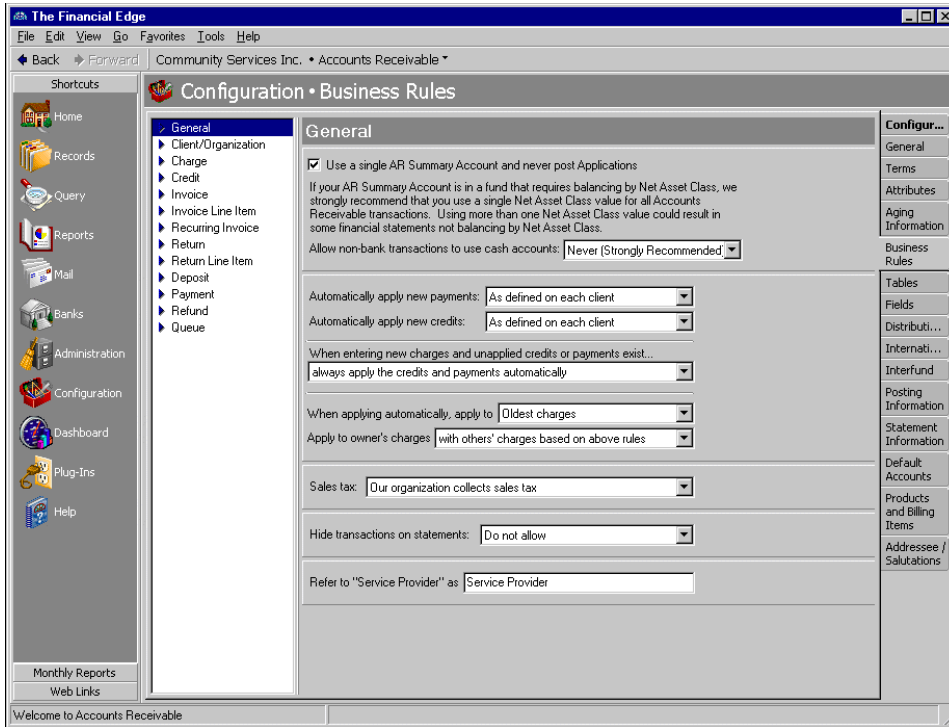 The Financial Edge
File Edit View Go Favorites Tools Help
Back Forward Community Services Inc. • Accounts Receivable
Shortcuts
Home
Records
Query
Reports
Mail
Banks
Administration
Configuration
Dashboard
Plug-Ins
Help
Monthly Reports
Web Links
Configuration • Business Rules
General
Client/Organization
Charge
Credit
Invoice
Invoice Line Item
Recurring Invoice
Return
Return Line Item
Deposit
Payment
Refund
Queue
General
Use a single AR Summary Account and never post Applications
If your AR Summary Account is in a fund that requires balancing by Net Asset Class, we
strongly recommend that you use a single Net Asset Class value for all Accounts
Receivable transactions. Using more than one Net Asset Class value could result in
some financial statements not balancing by Net Asset Class.
Allow non-bank transactions to use cash accounts: Never (Strongly Recommended)
Automatically apply new payments: As defined on each client
Automatically apply new credits: As defined on each client
When entering new charges and unapplied credits or payments exist...
always apply the credits and payments automatically
When applying automatically, apply to Oldest charges
Apply to owner's charges with others' charges based on above rules
Sales tax: Our organization collects sales tax
Hide transactions on statements: Do not allow
Refer to "Service Provider" as Service Provider
Configur...
General
Terms
Attributes
Aging
Information
Business
Rules
Tables
Fields
Distributi...
Internati...
Interfund
Posting
Information
Statement
Information
Default
Accounts
Products
and Billing
Items
Addressee /
Salutations
Welcome to Accounts Receivable